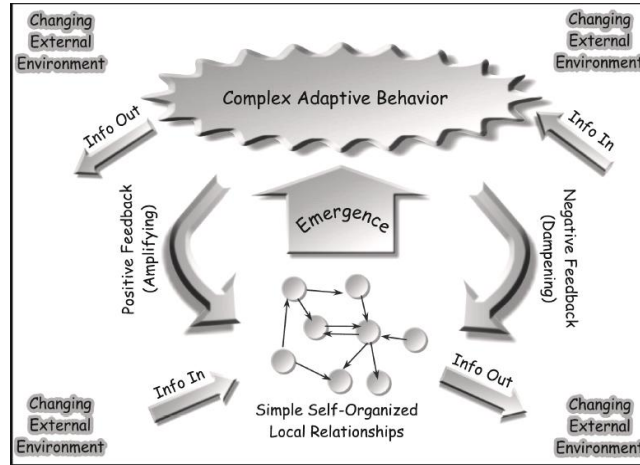 Changing
External
Environment
Changing
External
Environment
Complex Adaptive Behavior
Info Out
Info In
Positive Feedback
(Amplifying)
Emergence
Negative Feedback
(Dampening)
Info In
Info Out
Simple Self-Organized
Local Relationships
Changing
External
Environment
Changing
External
Environment